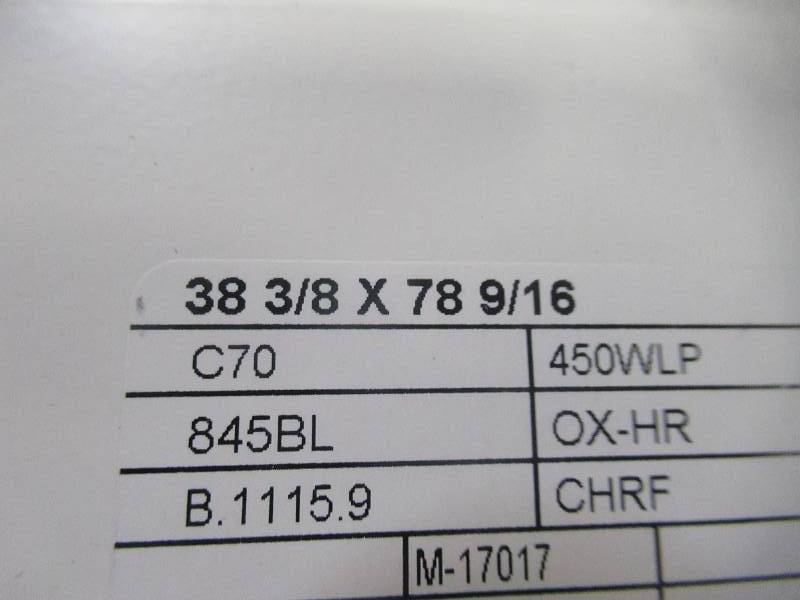 38 3/8 X 78 9/16
C70 450WLP
845BL OX-HR
B.1115.9 CHRF
M-17017